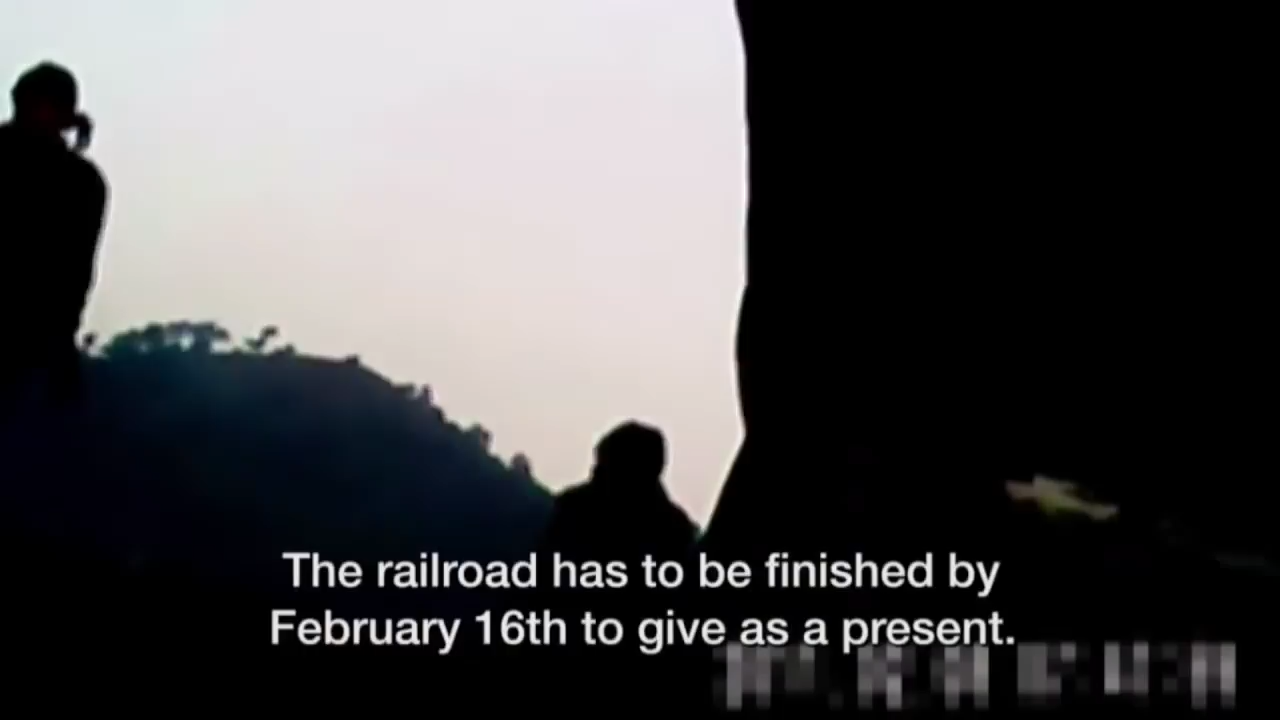 The railroad has to be finished by
February 16th to give as a present.